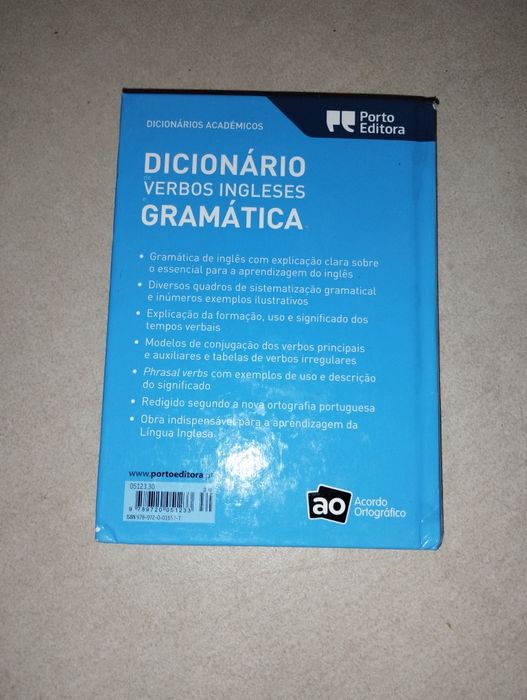 Porto
Editora
DICIONÁRIOS ACADÉMICOS
DICIONÁRIO
de
VERBOS INGLESES
e
GRAMÁTICA
• Gramática de inglês com explicação clara sobre
o essencial para a aprendizagem do inglês
• Diversos quadros de sistematização gramatical
e inúmeros exemplos ilustrativos
• Explicação da formação, uso e significado dos
tempos verbais
• Modelos de conjugação dos verbos principais
e auxiliares e tabelas de verbos irregulares
• Phrasal verbs com exemplos de uso e descrição
do significado
• Redigido segundo a nova ortografia portuguesa
• Obra indispensável para a aprendizagem da
Língua Inglesa
www.portoeditora.pt
05123.30
9 789720 051233
ao
Acordo
Ortográfico